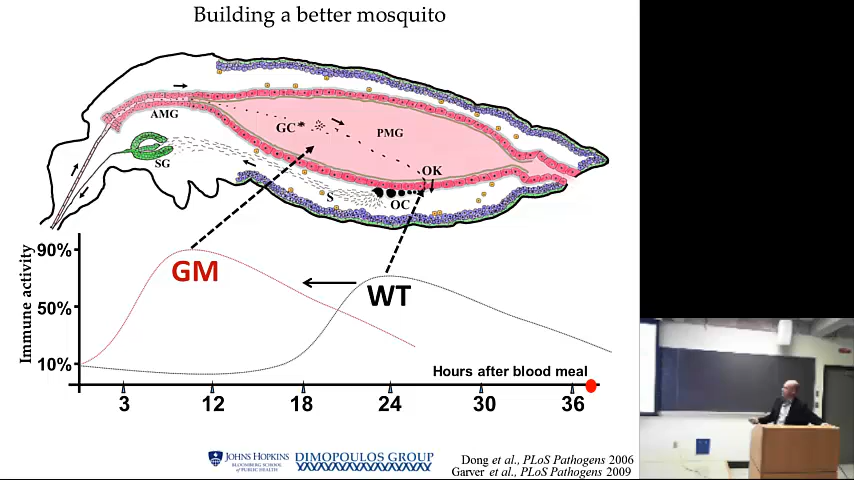 Building a better mosquito
AMG
GC*
PMG
SG
OK
S
OC
Immune activity
90%
50%
10%
GM
WT
Hours after blood meal
3 12 18 24 30 36
JOHNS HOPKINS
BLOOMBERG SCHOOL
of PUBLIC HEALTH
DIMOPOULOS GROUP
Dong et al., PLoS Pathogens 2006
Garver et al., PLoS Pathogens 2009